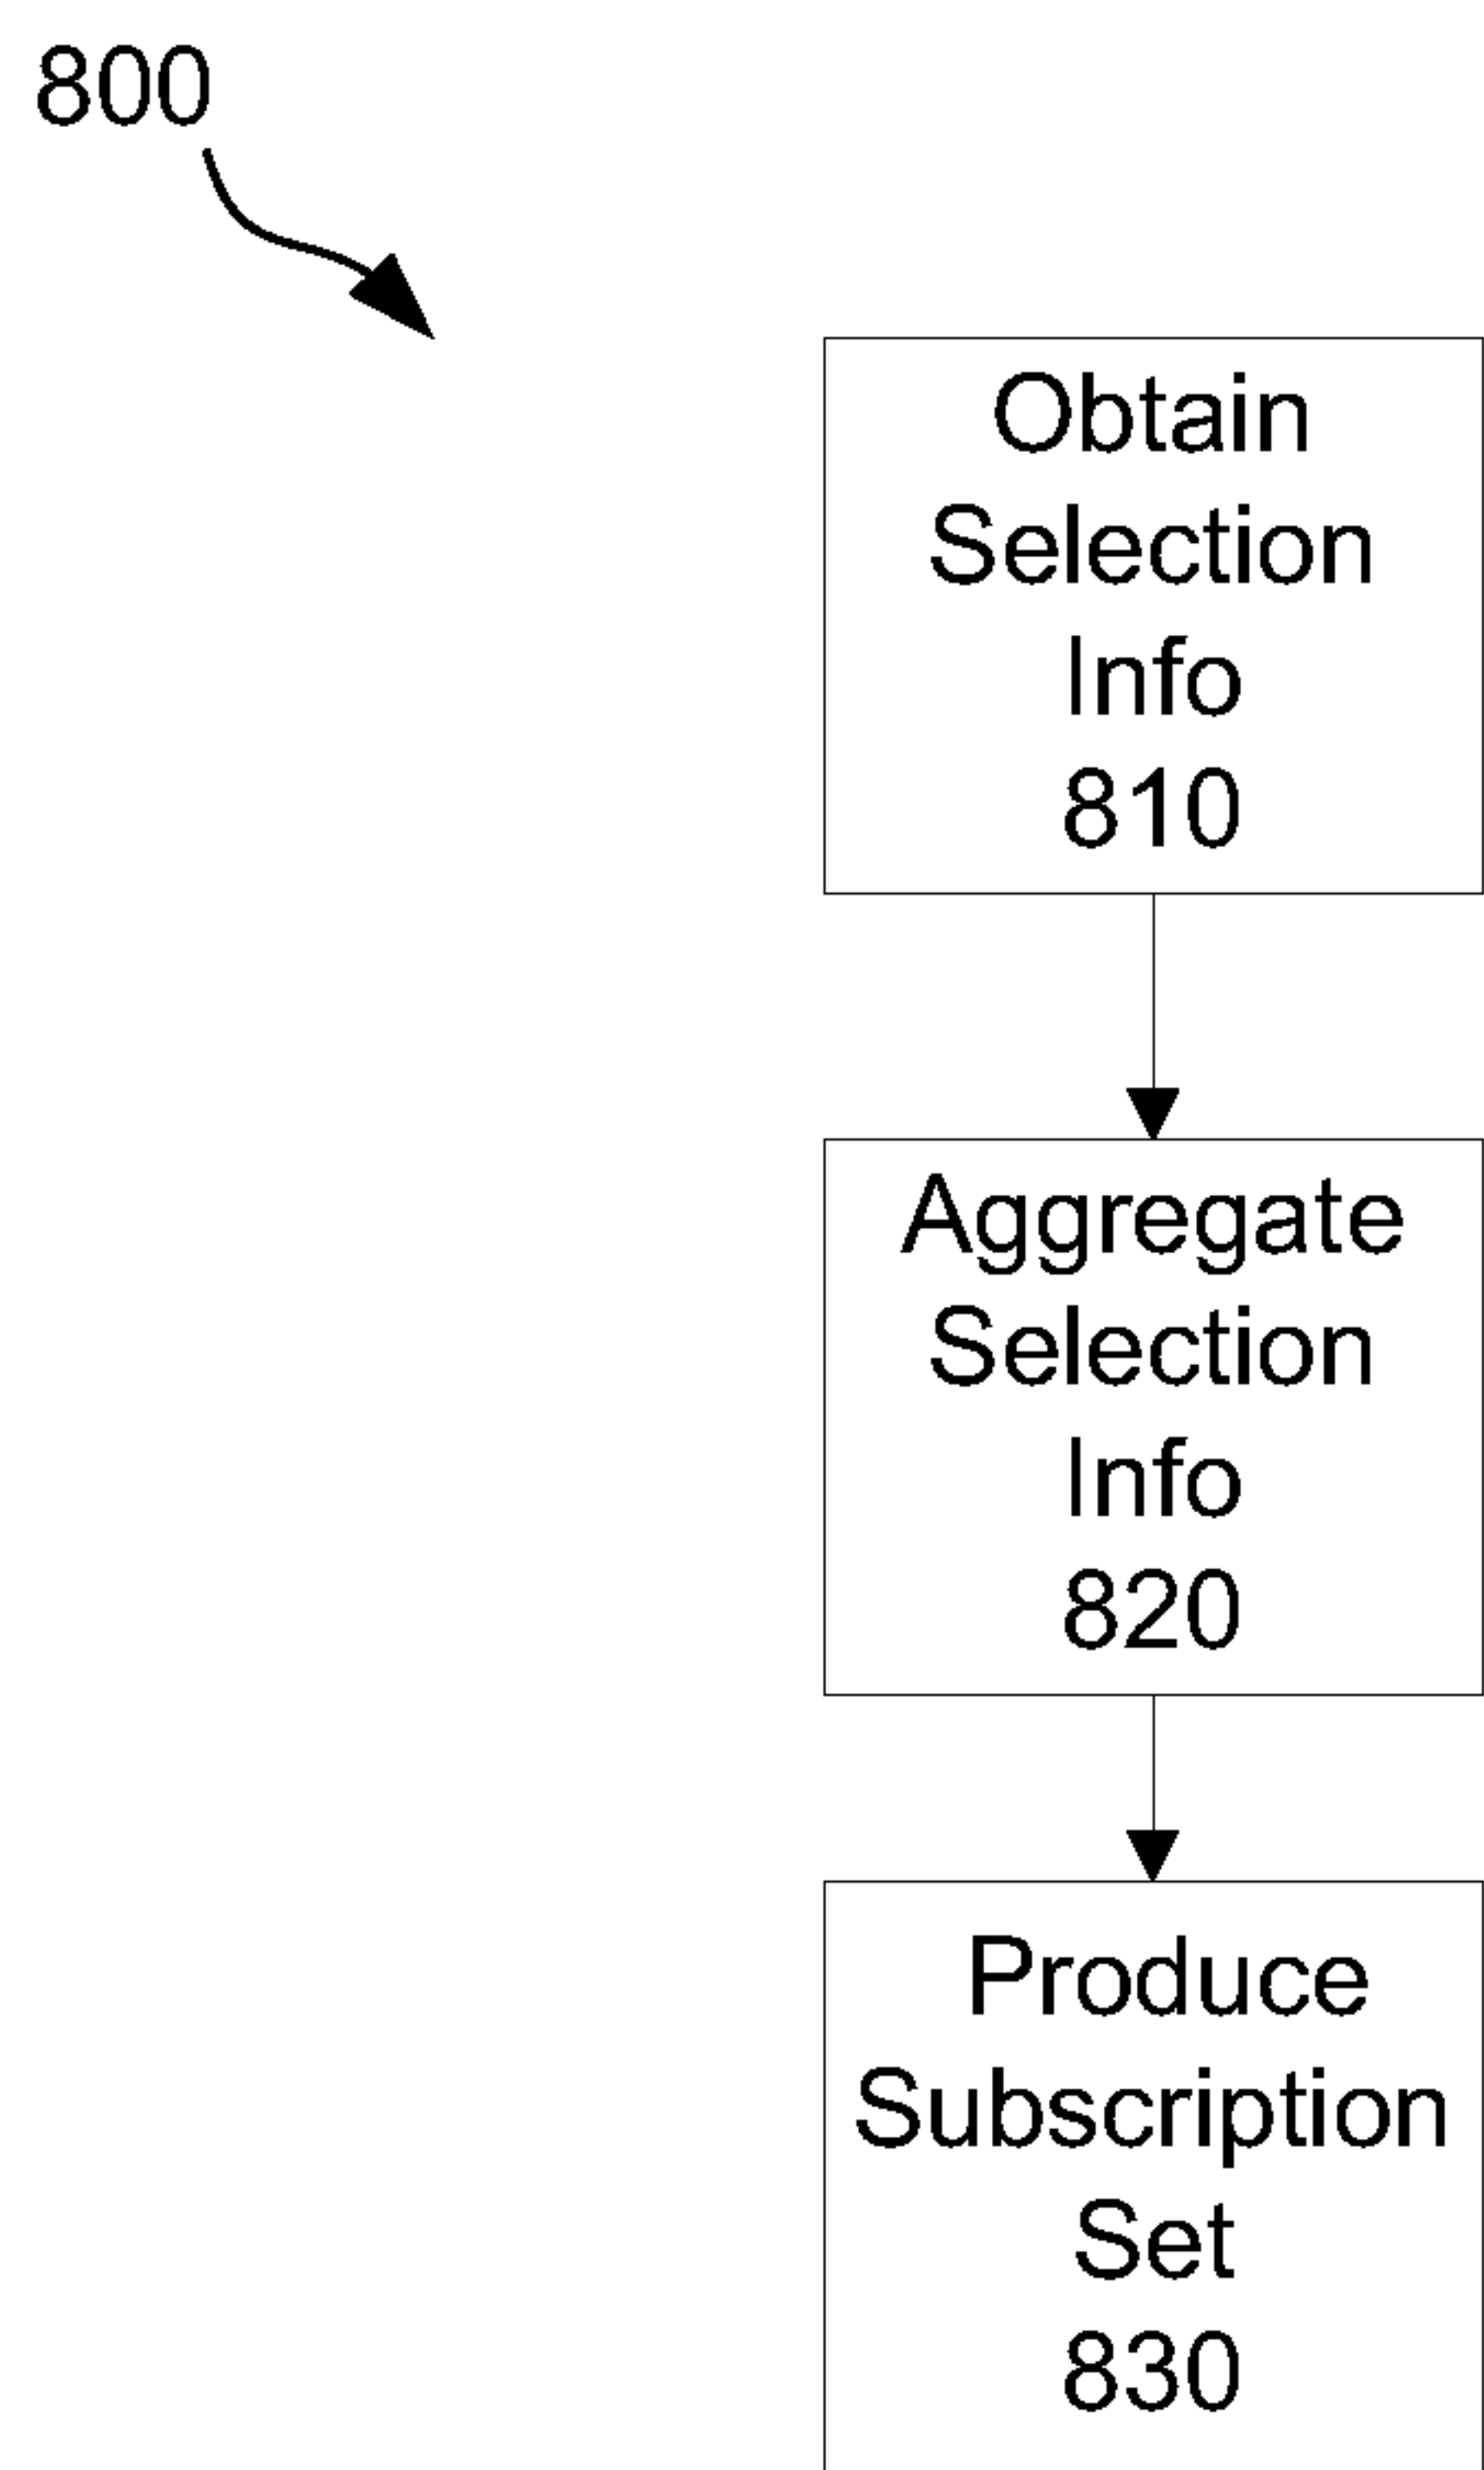 800
Obtain
Selection
Info
810
Aggregate
Selection
Info
820
Produce
Subscription
Set
830